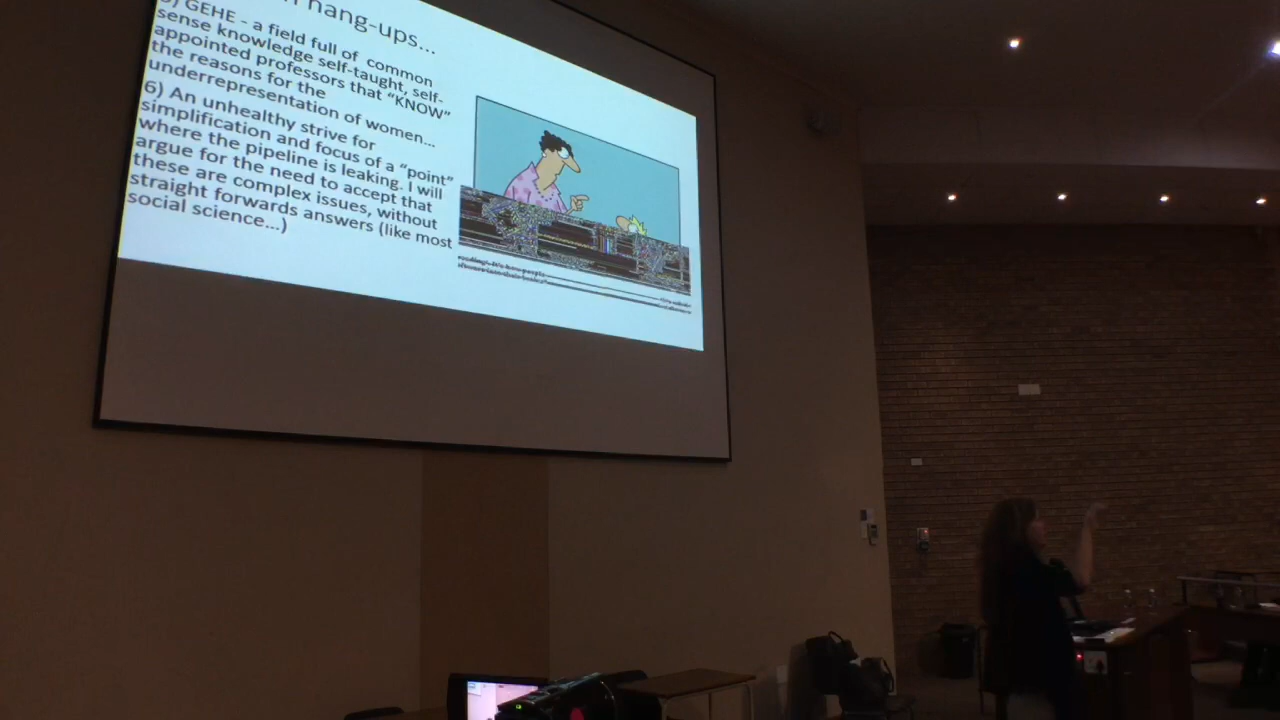 hang-ups...
5) GEHE - a field full of common
sense knowledge self-taught, self-
appointed professors that "KNOW"
the reasons for the
underrepresentation of women...
6) An unhealthy strive for
simplification and focus of a "point"
where the pipeline is leaking. I will
argue for the need to accept that
these are complex issues, without
straight forwards answers (like most
social science...)